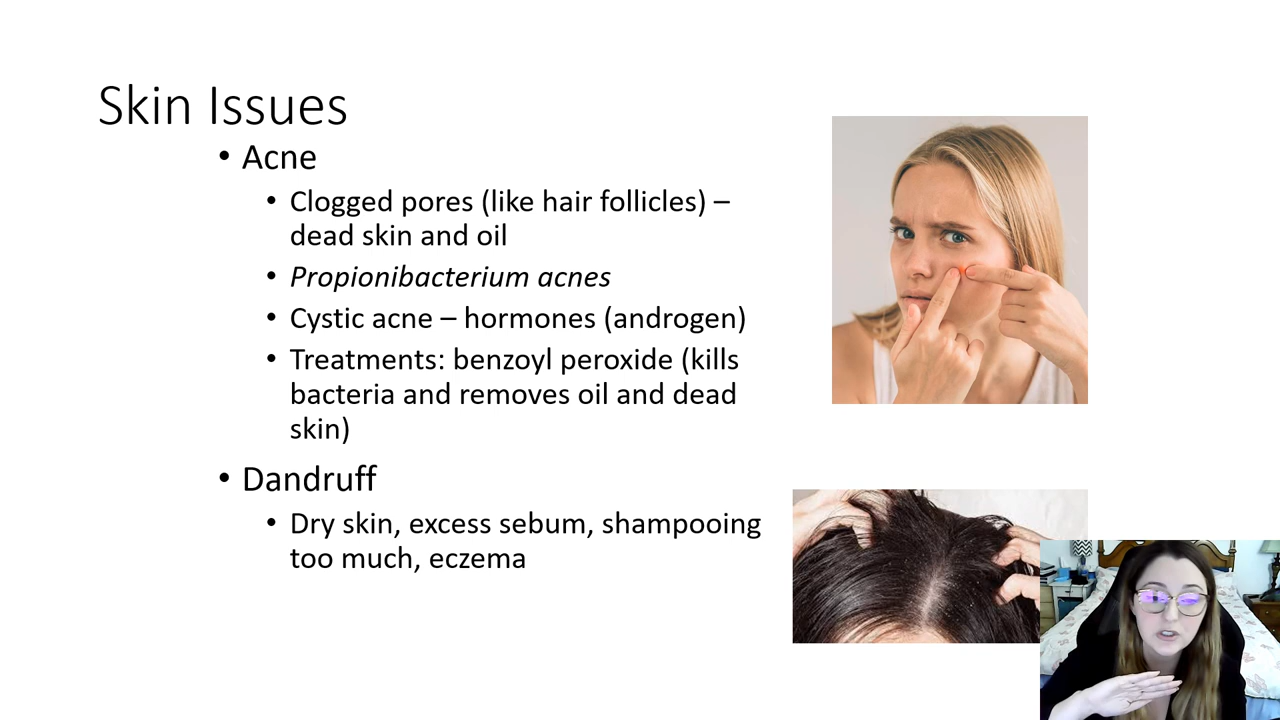 Skin Issues
• Acne
• Clogged pores (like hair follicles) –
dead skin and oil
• Propionibacterium acnes
• Cystic acne – hormones (androgen)
• Treatments: benzoyl peroxide (kills
bacteria and removes oil and dead
skin)
• Dandruff
• Dry skin, excess sebum, shampooing
too much, eczema